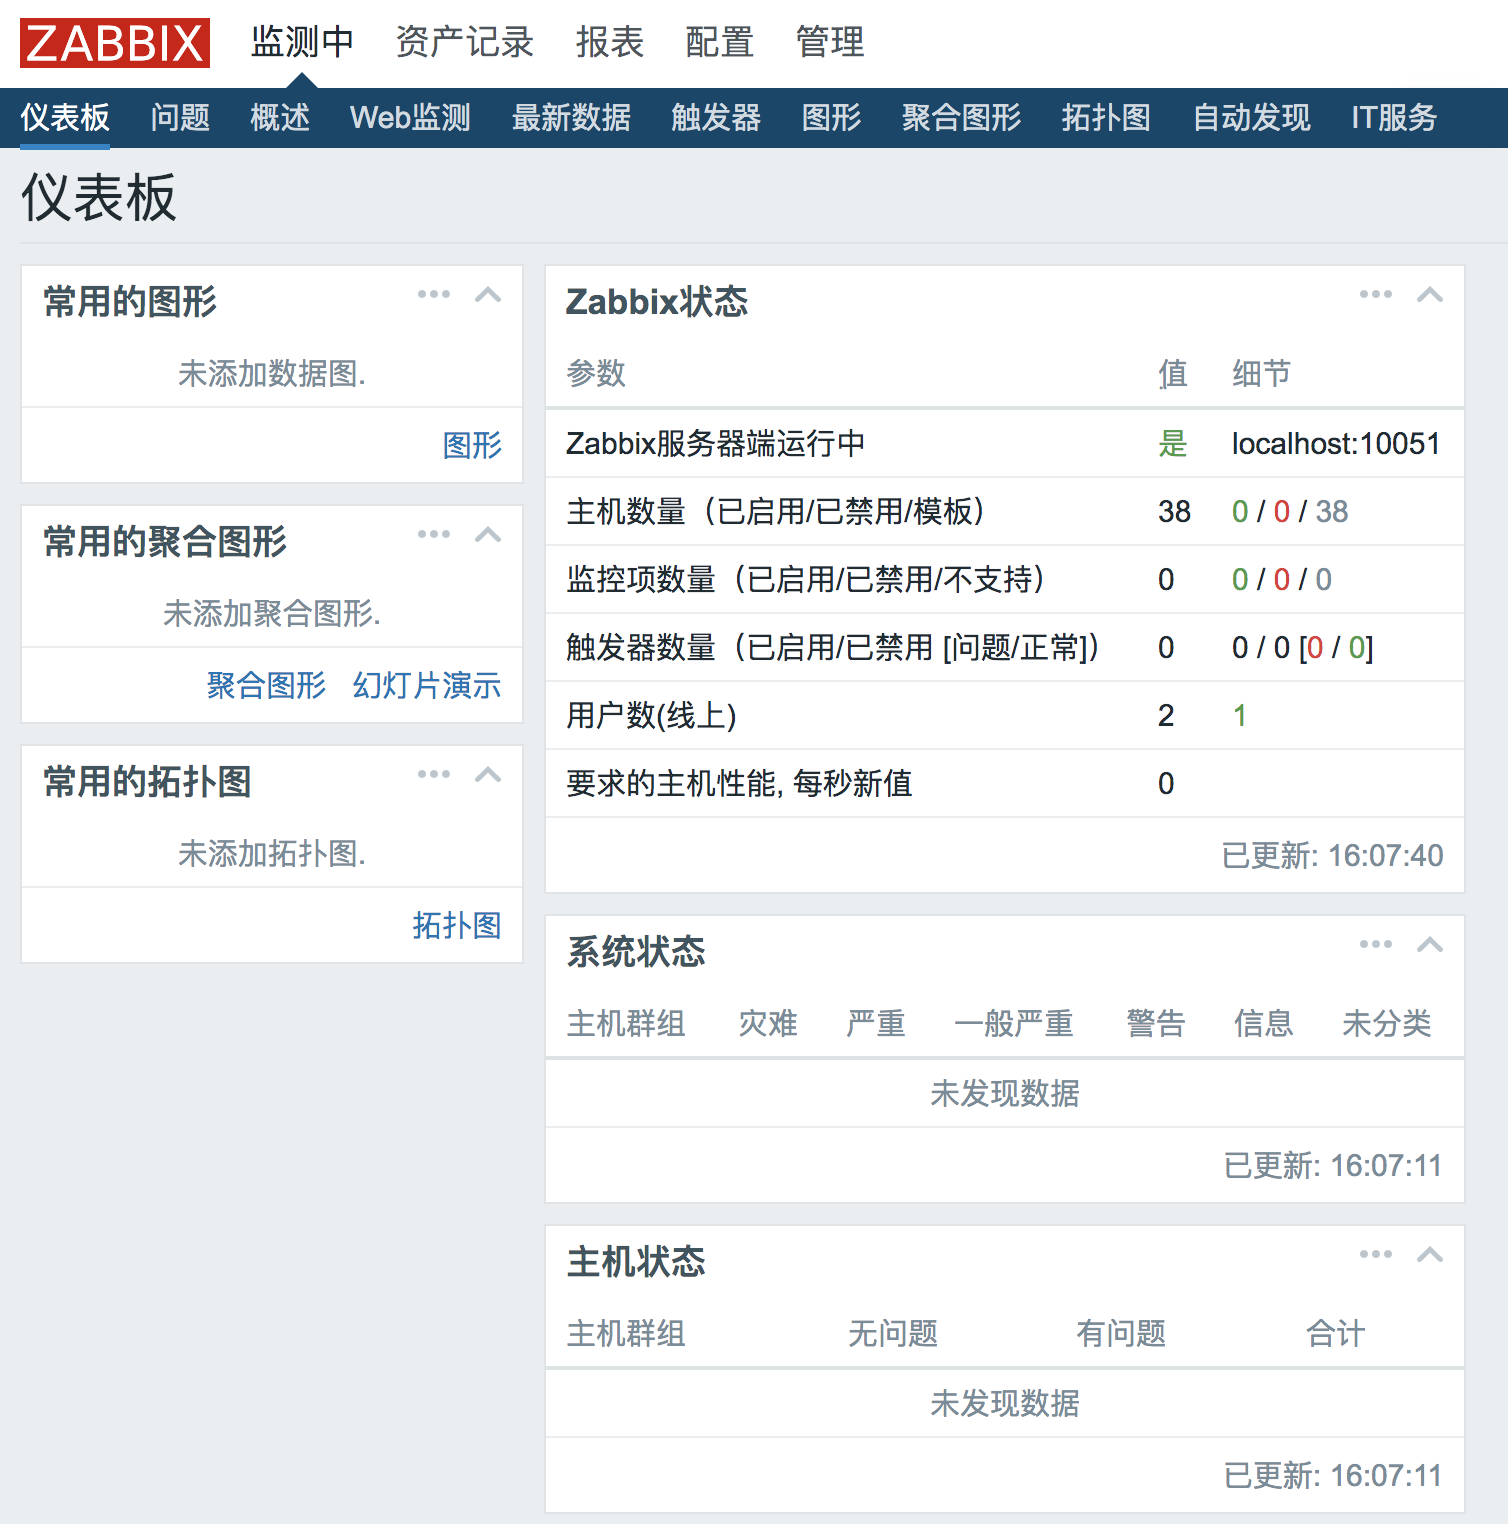 ZABBIX 监测中 资产记录 报表 配置 管理
仪表板 问题 概述 Web监测 最新数据 触发器 图形 聚合图形 拓扑图 自动发现 IT服务
仪表板
常用的图形
未添加数据图.
图形
常用的聚合图形
未添加聚合图形.
聚合图形 幻灯片演示
常用的拓扑图
未添加拓扑图.
拓扑图
Zabbix状态
参数 值 细节
Zabbix服务器端运行中 是 localhost:10051
主机数量（已启用/已禁用/模板） 38 0 / 0 / 38
监控项数量（已启用/已禁用/不支持） 0 0 / 0 / 0
触发器数量（已启用/已禁用 [问题/正常]） 0 0 / 0 [0 / 0]
用户数(线上) 2 1
要求的主机性能, 每秒新值 0
已更新: 16:07:40
系统状态
主机群组 灾难 严重 一般严重 警告 信息 未分类
未发现数据
已更新: 16:07:11
主机状态
主机群组 无问题 有问题 合计
未发现数据
已更新: 16:07:11